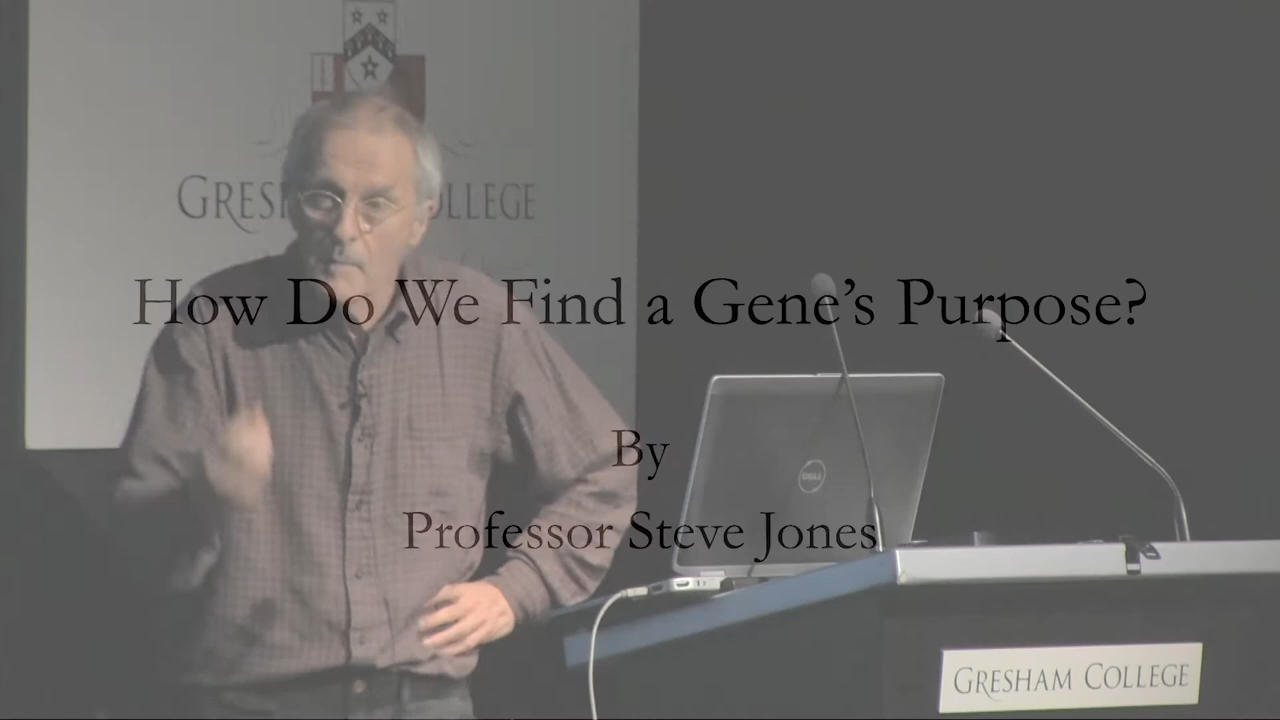 GRESHAM COLLEGE
How Do We Find a Gene's Purpose?
By
Professor Steve Jones
DELL
GRESHAM COLLEGE